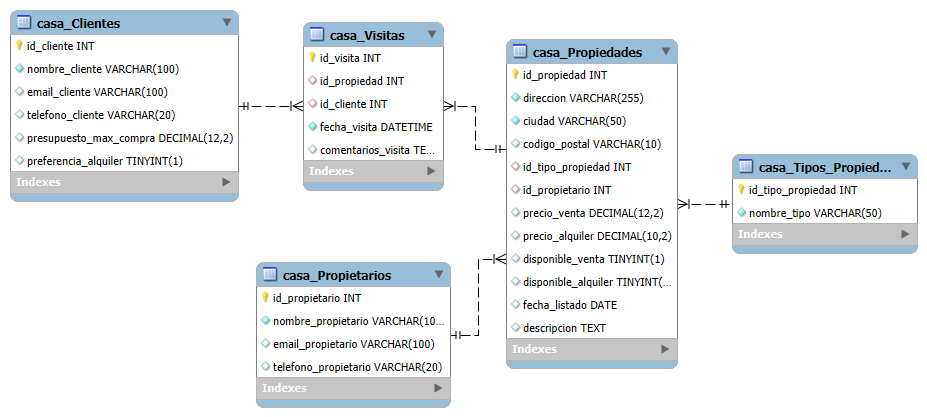 casa_Clientes
id_cliente INT
nombre_cliente VARCHAR(100)
email_cliente VARCHAR(100)
telefono_cliente VARCHAR(20)
presupuesto_max_compra DECIMAL(12,2)
preferencia_alquiler TINYINT(1)
Indexes
casa_Visitas
id_visita INT
id_propiedad INT
id_cliente INT
fecha_visita DATETIME
comentarios_visita TE...
Indexes
casa_Propiedades
id_propiedad INT
direccion VARCHAR(255)
ciudad VARCHAR(50)
codigo_postal VARCHAR(10)
id_tipo_propiedad INT
id_propietario INT
precio_venta DECIMAL(12,2)
precio_alquiler DECIMAL(10,2)
disponible_venta TINYINT(1)
disponible_alquiler TINYINT(...
fecha_listado DATE
descripcion TEXT
Indexes
casa_Tipos_Propied...
id_tipo_propiedad INT
nombre_tipo VARCHAR(50)
Indexes
casa_Propietarios
id_propietario INT
nombre_propietario VARCHAR(10...
email_propietario VARCHAR(100)
telefono_propietario VARCHAR(20)
Indexes